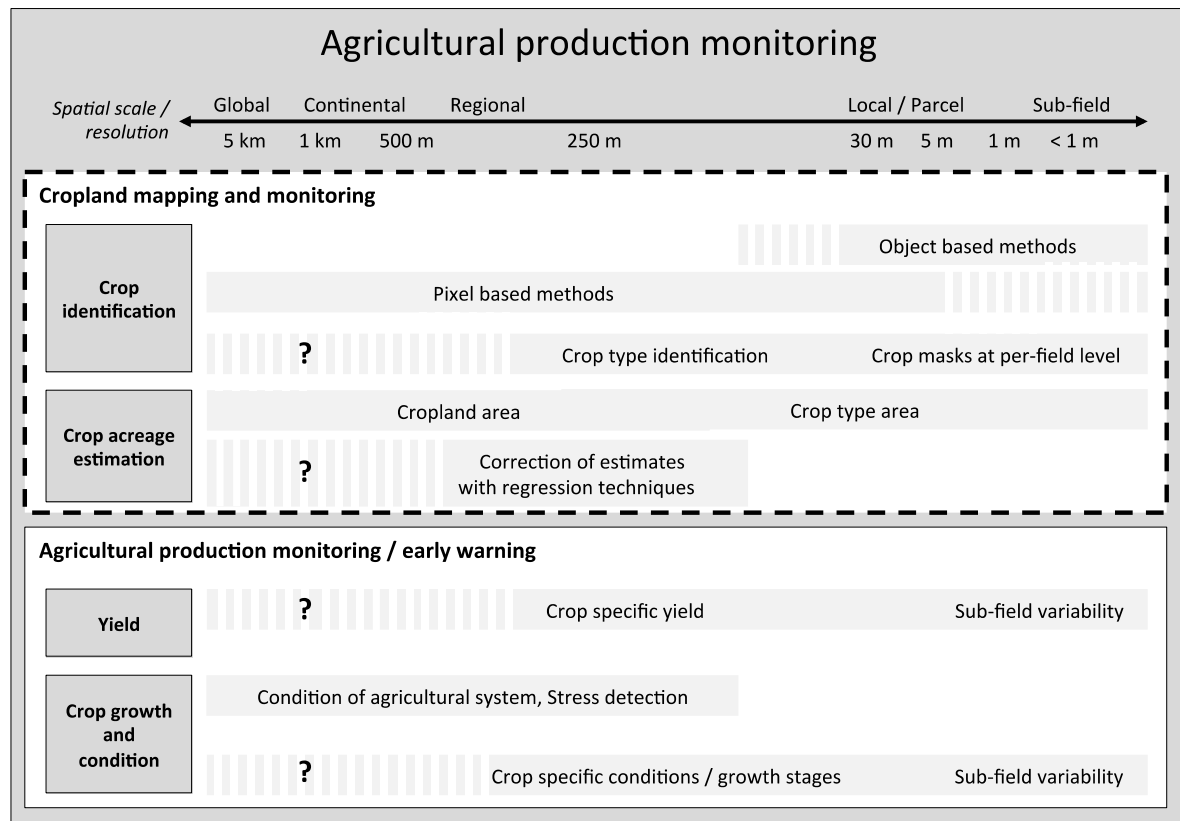 Agricultural production monitoring
Spatial scale /
resolution
Global Continental Regional Local / Parcel Sub-field
5 km 1 km 500 m 250 m 30 m 5 m 1 m < 1 m
Cropland mapping and monitoring
Crop
identification
Object based methods
Pixel based methods
? Crop type identification Crop masks at per-field level
Crop acreage
estimation
Cropland area Crop type area
?
Correction of estimates
with regression techniques
Agricultural production monitoring / early warning
Yield
? Crop specific yield Sub-field variability
Crop growth
and
condition
Condition of agricultural system, Stress detection
? Crop specific conditions / growth stages Sub-field variability